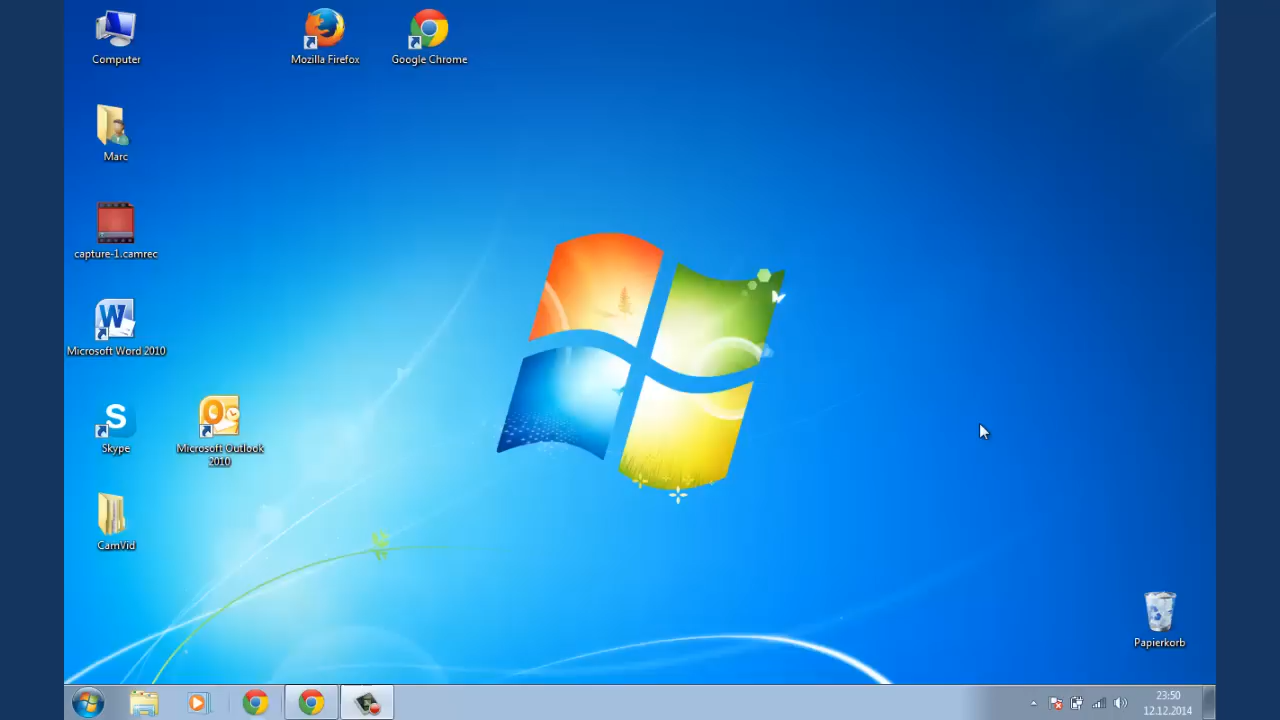 Computer
Mozilla Firefox
Google Chrome
Marc
capture-1.camrec
W
Microsoft Word 2010
S
Skype
Microsoft Outlook
2010
CamVid
Papierkorb
23:50
12.12.2014